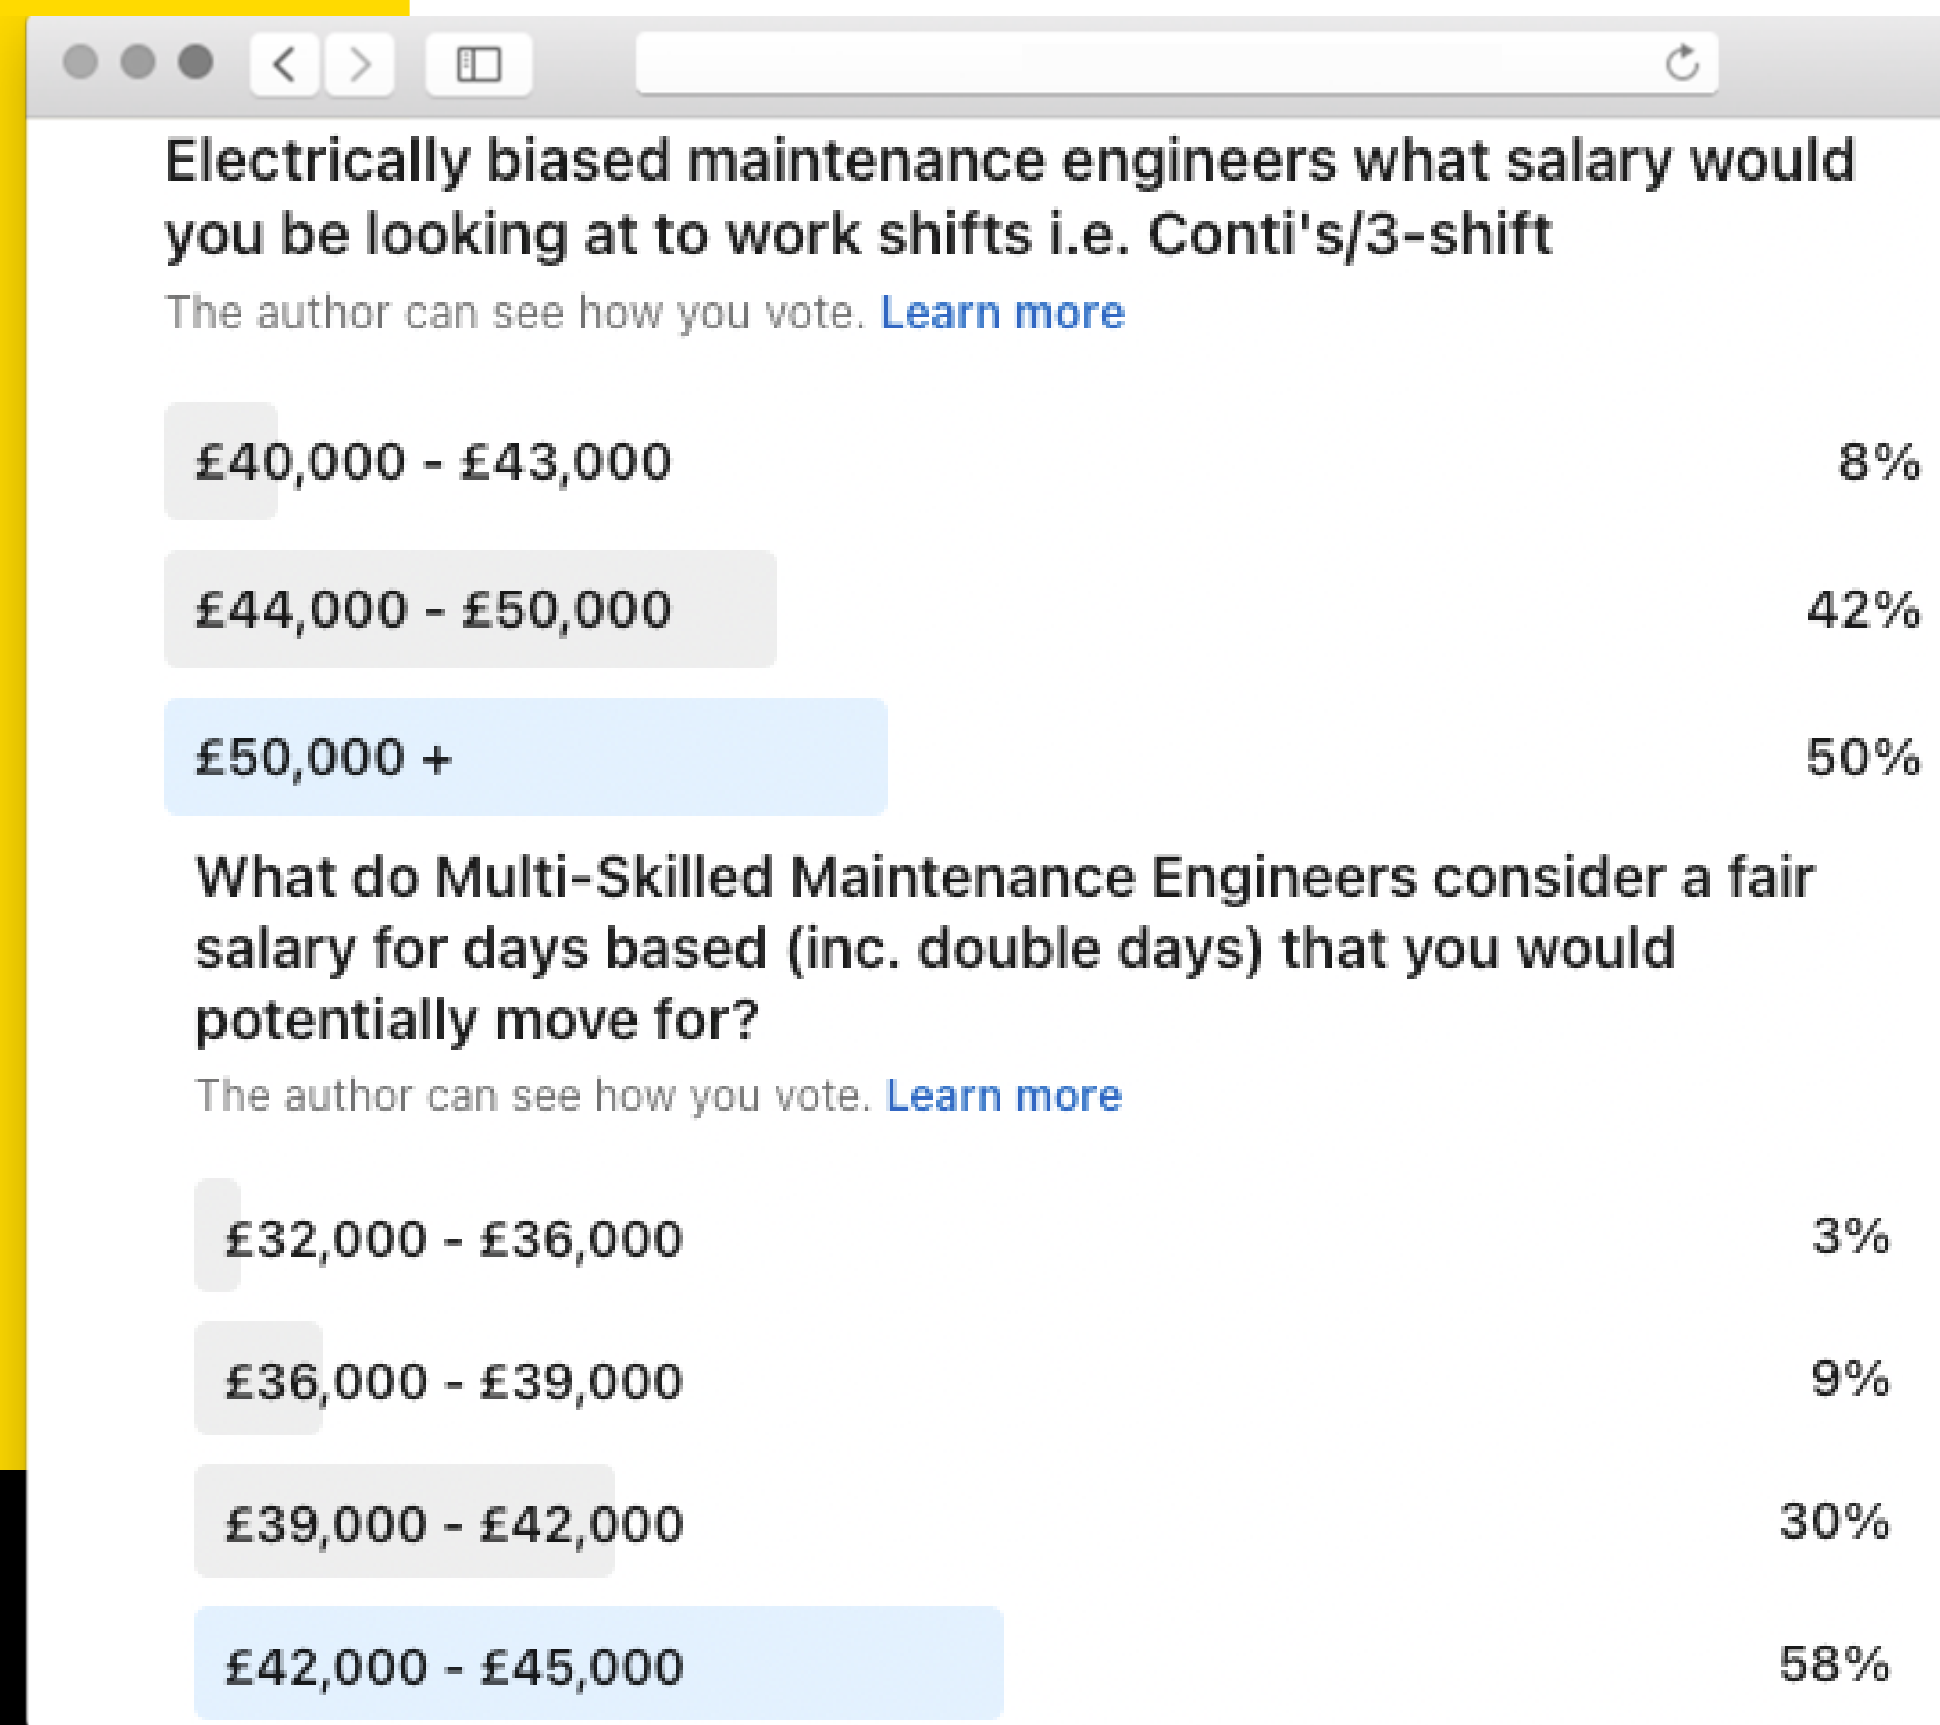 Electrically biased maintenance engineers what salary would
you be looking at to work shifts i.e. Conti's/3-shift
The author can see how you vote. Learn more
£40,000 - £43,000 8%
£44,000 - £50,000 42%
£50,000 + 50%
What do Multi-Skilled Maintenance Engineers consider a fair
salary for days based (inc. double days) that you would
potentially move for?
The author can see how you vote. Learn more
£32,000 - £36,000 3%
£36,000 - £39,000 9%
£39,000 - £42,000 30%
£42,000 - £45,000 58%